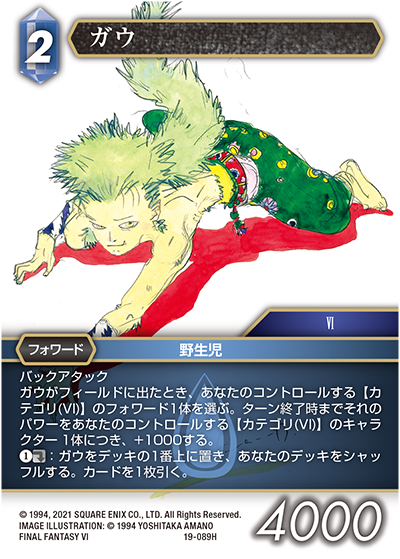 2
ガウ
VI
フォワード
野生児
バックアタック
ガウがフィールドに出たとき、あなたのコントロールする【カ
テゴリ(VI)】のフォワード1体を選ぶ。ターン終了時までそれの
パワーをあなたのコントロールする【カテゴリ(VI)】のキャラ
クター 1体につき、+1000する。
❶：ガウをデッキの1番上に置き、あなたのデッキをシャッ
フルする。カードを1枚引く。
© 1994, 2021 SQUARE ENIX CO., LTD. All Rights Reserved.
IMAGE ILLUSTRATION: © 1994 YOSHITAKA AMANO
FINAL FANTASY VI 19-089H
4000